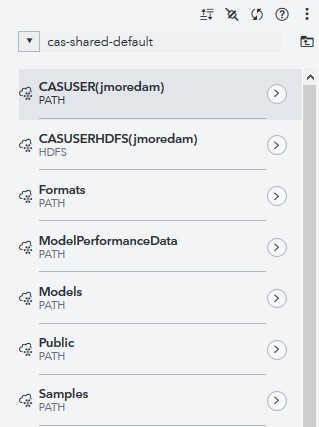 cas-shared-default
CASUSER(jmoredam)
PATH
CASUSERHDFS(jmoredam)
HDFS
Formats
PATH
ModelPerformanceData
PATH
Models
PATH
Public
PATH
Samples
PATH